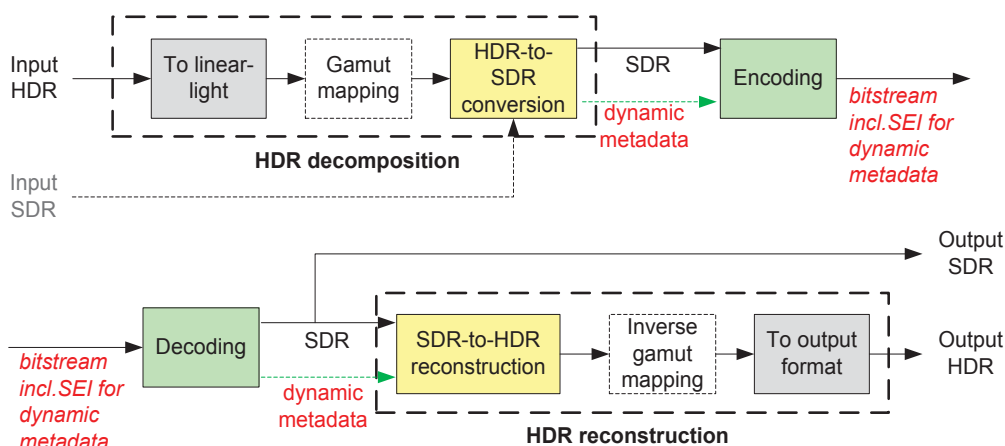 Input
HDR
To linear-
light
Gamut
mapping
HDR-to-
SDR
conversion
SDR
dynamic
metadata
Encoding
bitstream
incl.SEI for
dynamic
metadata
HDR decomposition
Input
SDR
Output
SDR
bitstream
incl.SEI for
dynamic
metadata
Decoding
SDR
dynamic
metadata
SDR-to-HDR
reconstruction
Inverse
gamut
mapping
To output
format
Output
HDR
HDR reconstruction